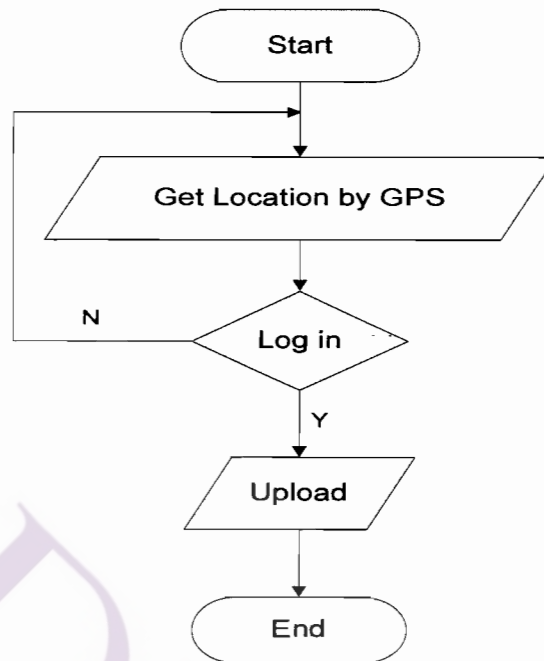 Start
Get Location by GPS
Log in
N
Y
Upload
End